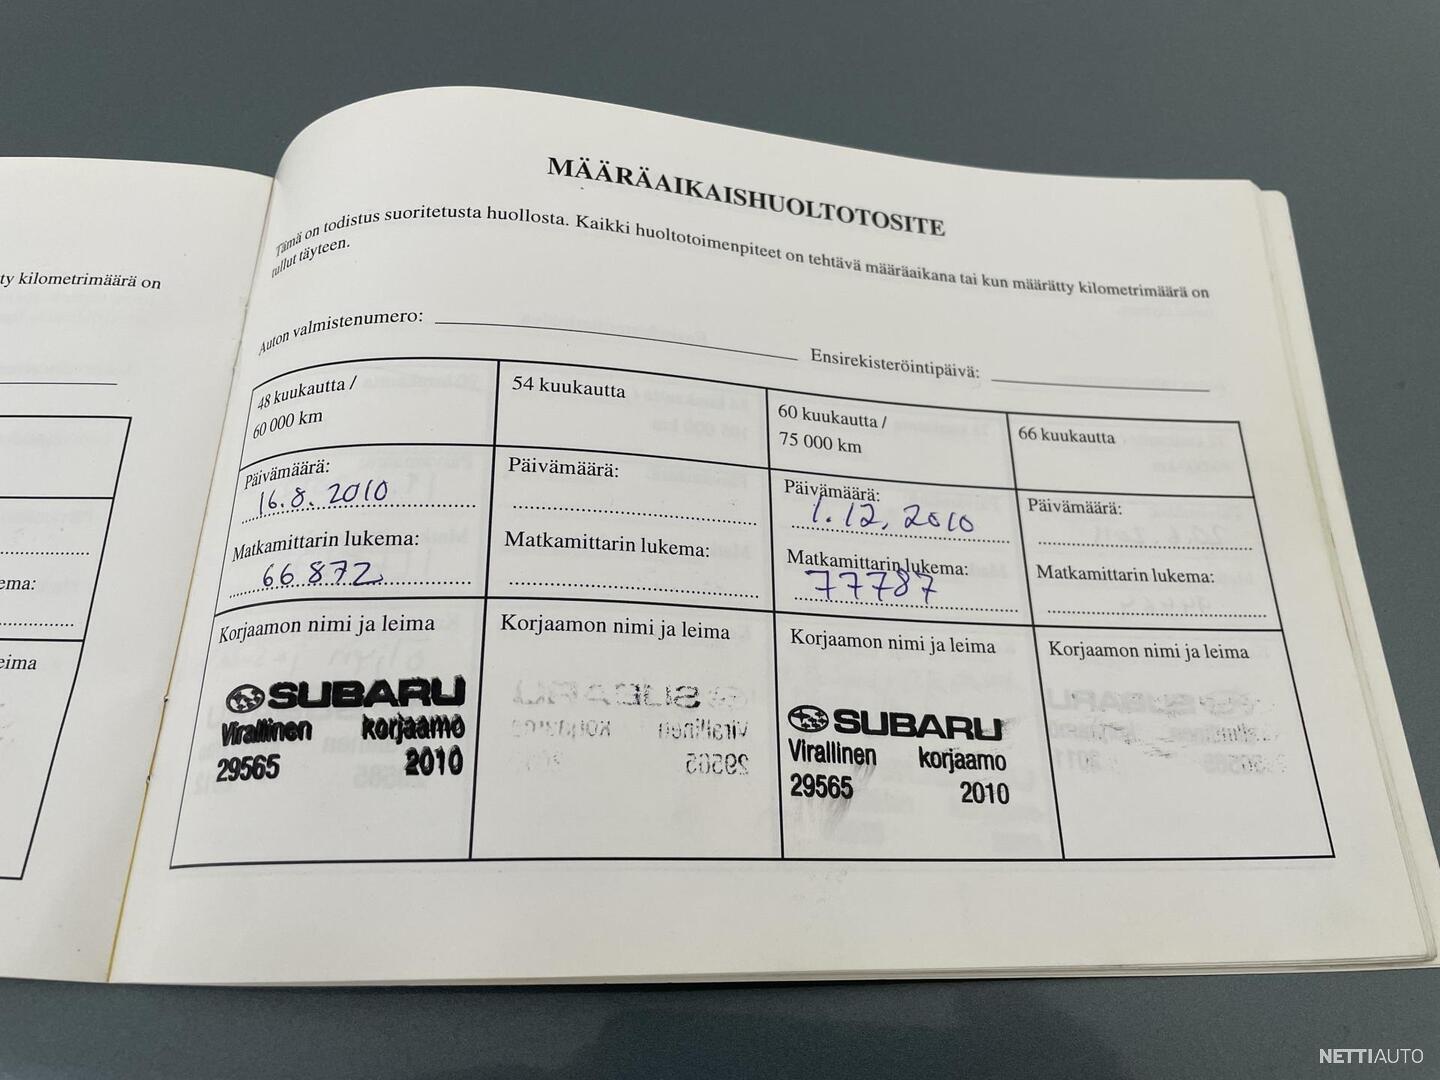 ty kilometrimäärä on
ema:
eima
MÄÄRÄAIKAISHUOLTOTOSITE
Tämä on todistus suoritetusta huollosta. Kaikki huoltotoimenpiteet on tehtävä määräaikana tai kun määrätty kilometrimäärä on
tullut täyteen.
Auton valmistenumero:
Ensirekisteröintipäivä:
48 kuukautta /
60 000 km
Päivämäärä:
16.8.2010
Matkamittarin lukema:
66872
Korjaamon nimi ja leima
SUBARU
Virallinen korjaamo
29565 2010
54 kuukautta
Päivämäärä:
Matkamittarin lukema:
Korjaamon nimi ja leima
60 kuukautta /
75 000 km
Päivämäärä:
1.12.2010
Matkamittarin lukema:
77787
Korjaamon nimi ja leima
SUBARU
Virallinen korjaamo
29565 2010
66 kuukautta
Päivämäärä:
Matkamittarin lukema:
Korjaamon nimi ja leima
NETTIAUTO